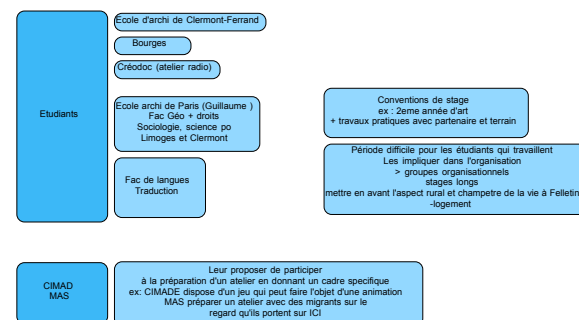 Etudiants
Ecole d'archi de Clermont-Ferrand
Bourges
Créodoc (atelier radio)
Ecole archi de Paris (Guillaume )
Fac Géo + droits
Sociologie, science po
Limoges et Clermont
Fac de langues
Traduction
Conventions de stage
ex : 2eme année d'art
+ travaux pratiques avec partenaire et terrain
Période difficile pour les étudiants qui travaillent
Les impliquer dans l'organisation
> groupes organisationnels
stages longs
mettre en avant l'aspect rural et champetre de la vie à Felletin
-logement
CIMAD
MAS
Leur proposer de participer
à la préparation d'un atelier en donnant un cadre specifique
ex: CIMADE dispose d'un jeu qui peut faire l'objet d'une animation
MAS préparer un atelier avec des migrants sur le
regard qu'ils portent sur ICI